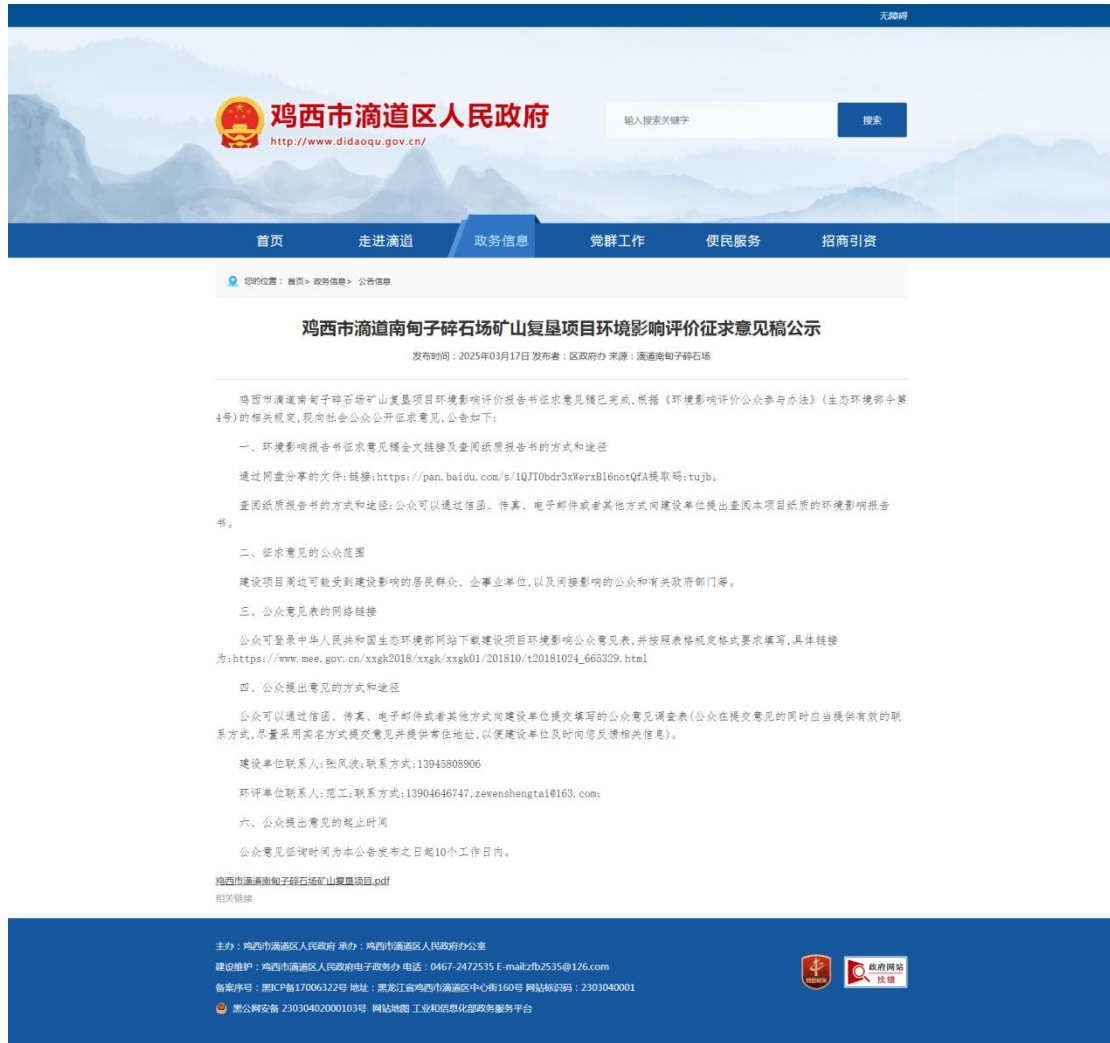 无障碍
鸡西市滴道区人民政府
http://www.didaoqu.gov.cn/
输入搜索关键字
搜索
首页 走进滴道 政务信息 党群工作 便民服务 招商引资
您的位置： 首页> 政务信息> 公告信息
鸡西市滴道南甸子碎石场矿山复垦项目环境影响评价征求意见稿公示
发布时间：2025年03月17日 发布者：区政府办 来源：滴道南甸子碎石场
鸡西市滴道南甸子碎石场矿山复垦项目环境影响评价报告书征求意见稿已完成,根据《环境影响评价公众参与办法》(生态环境部令第
4号)的相关规定,现向社会公众公开征求意见,公告如下:
一、环境影响报告书征求意见稿全文链接及查阅纸质报告书的方式和途径
通过网盘分享的文件;链接:https://pan.baidu.com/s/1QJTObdr3xWerxBl6notQfA提取码:tujb。
查阅纸质报告书的方式和途径:公众可以通过信函、传真、电子邮件或者其他方式向建设单位提出查阅本项目纸质的环境影响报告
书。
二、征求意见的公众范围
建设项目周边可能受到建设影响的居民群众、企事业单位,以及间接影响的公众和有关政府部门等。
三、公众意见表的网络链接
公众可登录中华人民共和国生态环境部网站下载建设项目环境影响公众意见表,并按照表格规定格式要求填写,具体链接
为:https://www.mee.gov.cn/xxgk2018/xxgk/xxgk01/201810/t20181024_665329.html
四、公众提出意见的方式和途径
公众可以通过信函、传真、电子邮件或者其他方式向建设单位提交填写的公众意见调查表(公众在提交意见的同时应当提供有效的联
系方式,尽量采用实名方式提交意见并提供常住地址,以便建设单位及时向您反馈相关信息)。
建设单位联系人;张凤波;联系方式:13945808906
环评单位联系人;范工;联系方式:13904646747,zewenshengtai@163.com;
六、公众提出意见的起止时间
公众意见征询时间为本公告发布之日起10个工作日内。
鸡西市滴道南甸子碎石场矿山复垦项目.pdf
相关链接
主办：鸡西市滴道区人民政府 承办：鸡西市滴道区人民政府办公室
建设维护：鸡西市滴道区人民政府电子政务办 电话：0467-2472535 E-mail:zfb2535@126.com
备案序号：黑ICP备17006322号 地址：黑龙江省鸡西市滴道区中心街160号 网站标识码：2303040001
黑公网安备 23030402000103号 网站地图 工业和信息化部政务服务平台
政府网站
找错